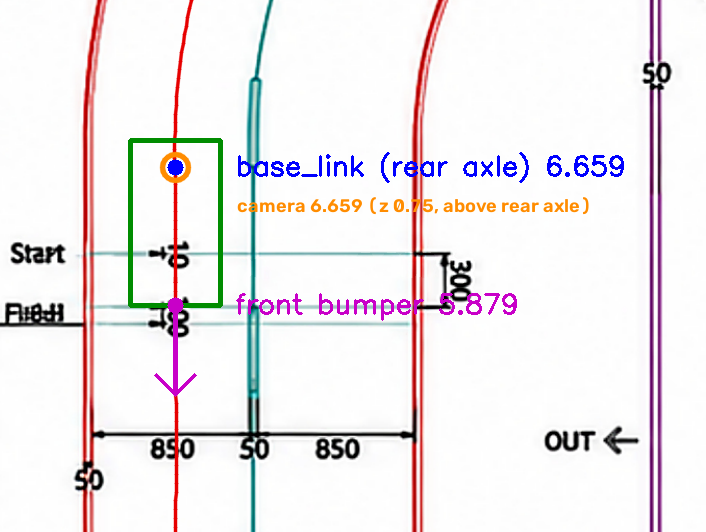 50
base_link (rear axle) 6.659
camera 6.659 (z 0.75, above rear axle)
Start
10
300
front bumper 5.879
850
50
850
OUT
50